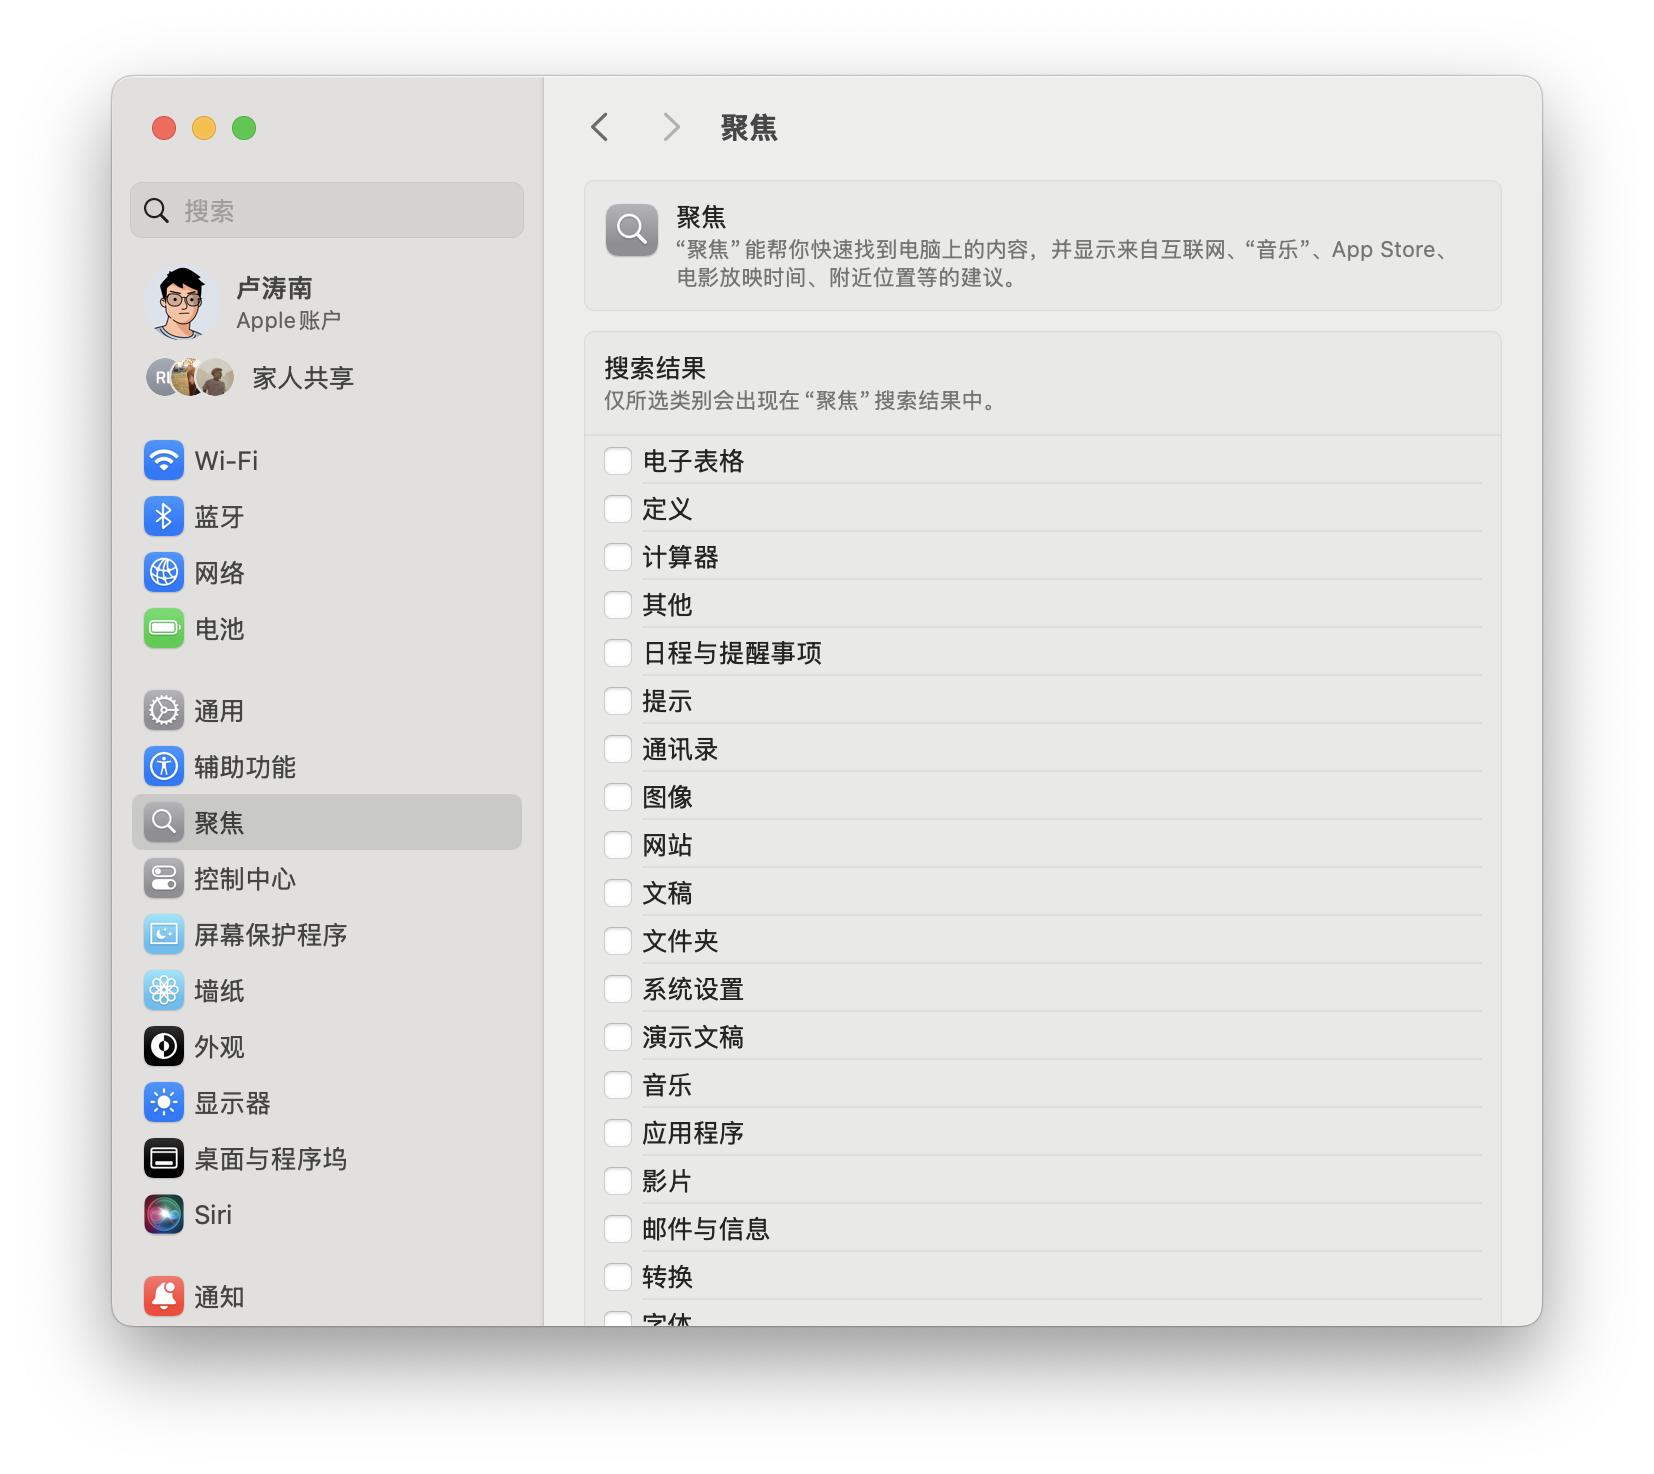 搜索
卢涛南
Apple账户
家人共享
Wi-Fi
蓝牙
网络
电池
通用
辅助功能
聚焦
控制中心
屏幕保护程序
墙纸
外观
显示器
桌面与程序坞
Siri
通知
聚焦
聚焦
“聚焦”能帮你快速找到电脑上的内容，并显示来自互联网、“音乐”、App Store、
电影放映时间、附近位置等的建议。
搜索结果
仅所选类别会出现在“聚焦”搜索结果中。
电子表格
定义
计算器
其他
日程与提醒事项
提示
通讯录
图像
网站
文稿
文件夹
系统设置
演示文稿
音乐
应用程序
影片
邮件与信息
转换
字体